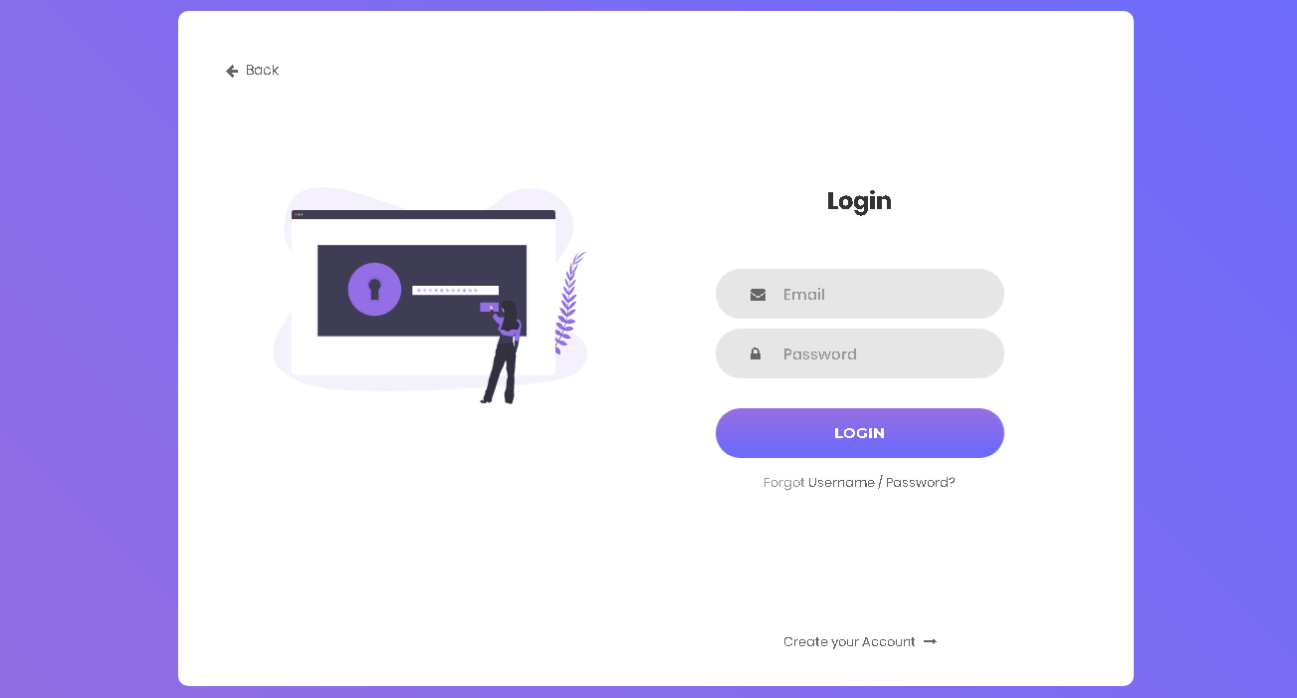 Back
Login
Email
Password
LOGIN
Forgot Username / Password?
Create your Account